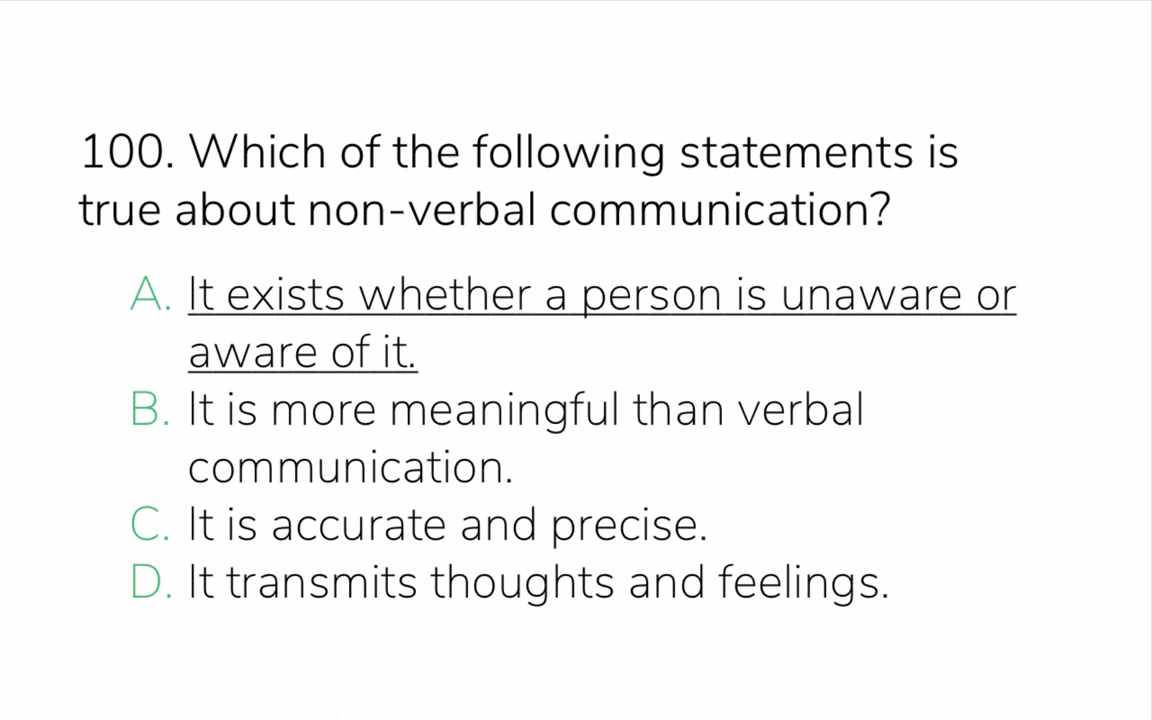 100. Which of the following statements is
true about non-verbal communication?
A. It exists whether a person is unaware or
aware of it.
B. It is more meaningful than verbal
communication.
C. It is accurate and precise.
D. It transmits thoughts and feelings.